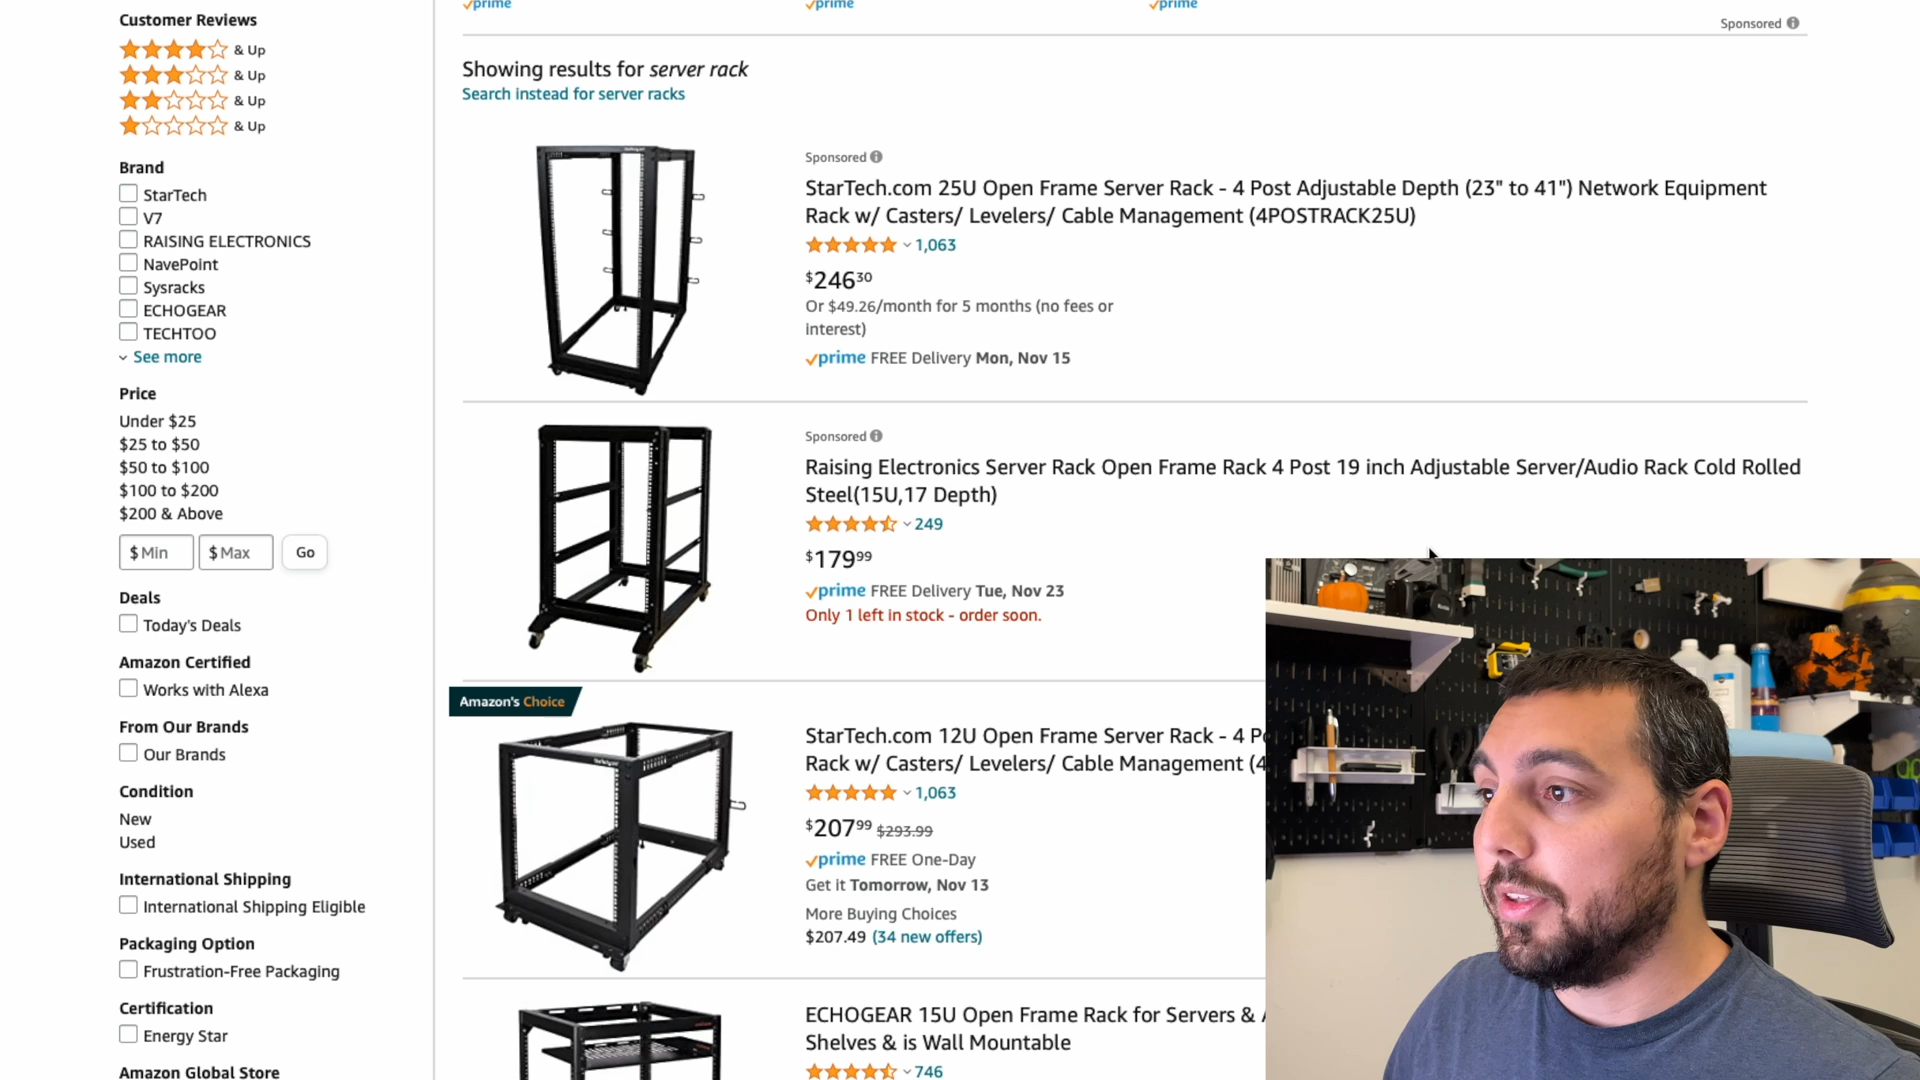 Customer Reviews
& Up
& Up
& Up
& Up
Brand
StarTech
V7
RAISING ELECTRONICS
NavePoint
Sysracks
ECHOGEAR
TECHTOO
See more
Price
Under $25
$25 to $50
$50 to $100
$100 to $200
$200 & Above
$ Min
$ Max
Go
Deals
Today's Deals
Amazon Certified
Works with Alexa
From Our Brands
Our Brands
Condition
New
Used
International Shipping
International Shipping Eligible
Packaging Option
Frustration-Free Packaging
Certification
Energy Star
Amazon Global Store
prime
prime
prime
Sponsored
Showing results for server rack
Search instead for server racks
Sponsored
StarTech.com 25U Open Frame Server Rack - 4 Post Adjustable Depth (23" to 41") Network Equipment
Rack w/ Casters/ Levelers/ Cable Management (4POSTRACK25U)
1,063
$24630
Or $49.26/month for 5 months (no fees or
interest)
prime FREE Delivery Mon, Nov 15
Sponsored
Raising Electronics Server Rack Open Frame Rack 4 Post 19 inch Adjustable Server/Audio Rack Cold Rolled
Steel(15U,17 Depth)
249
$17999
prime FREE Delivery Tue, Nov 23
Only 1 left in stock - order soon.
Amazon's Choice
StarTech.com 12U Open Frame Server Rack - 4 P
Rack w/ Casters/ Levelers/ Cable Management (4
1,063
$20799 $293.99
prime FREE One-Day
Get it Tomorrow, Nov 13
More Buying Choices
$207.49 (34 new offers)
ECHOGEAR 15U Open Frame Rack for Servers &
Shelves & is Wall Mountable
746